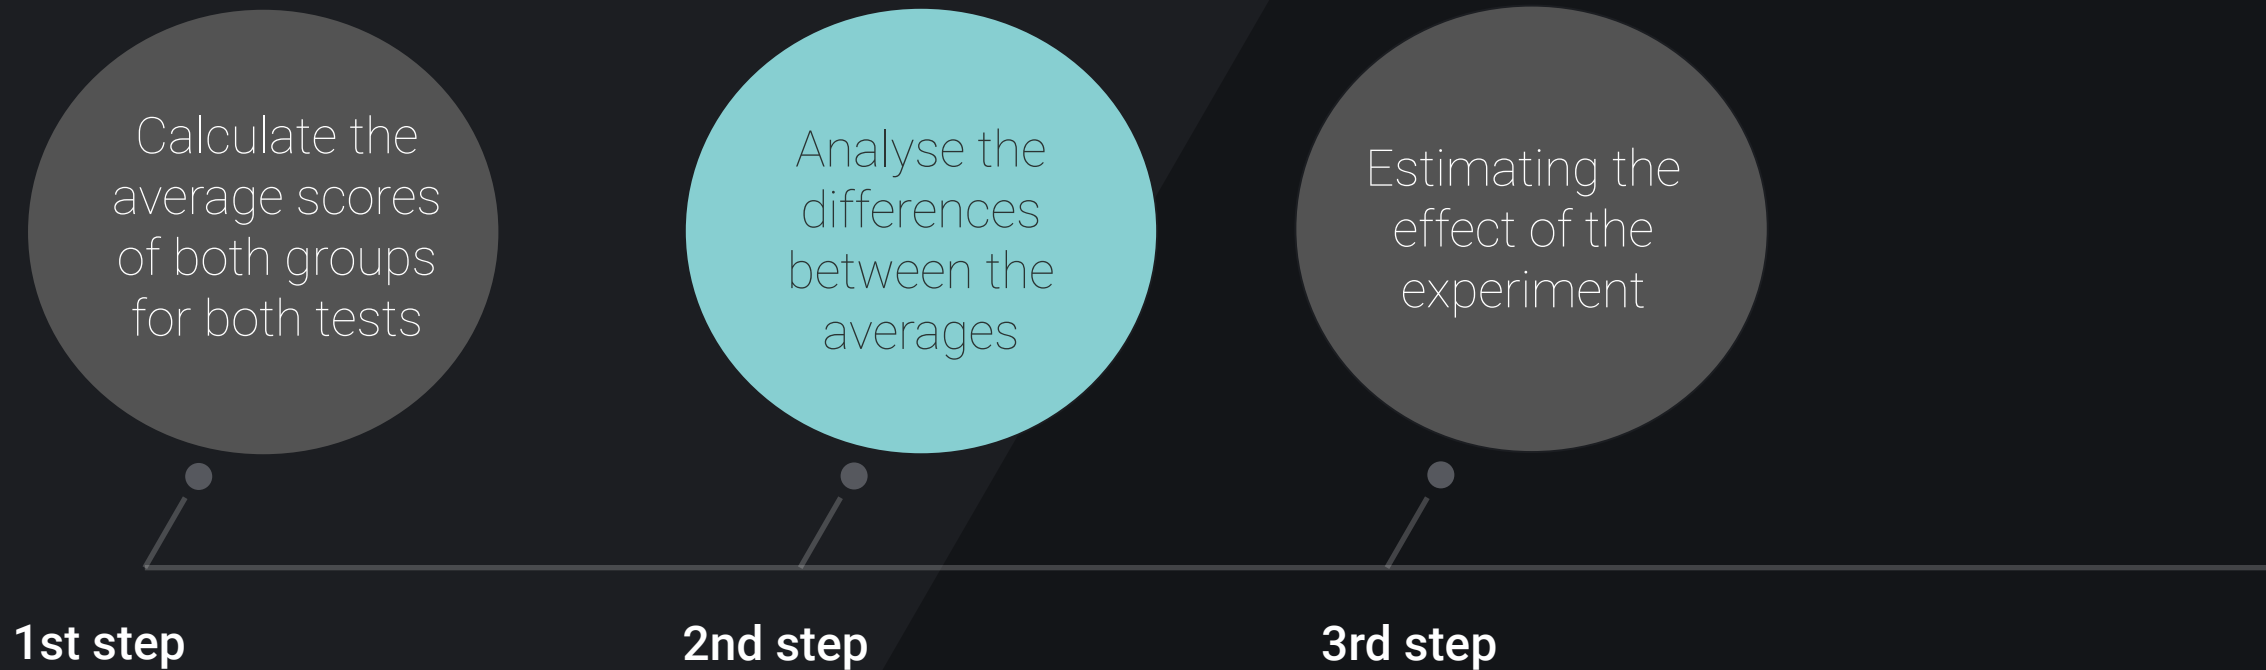 Calculate the
average scores
of both groups
for both tests
Analyse the
differences
between the
averages
Estimating the
effect of the
experiment
1st step
2nd step
3rd step